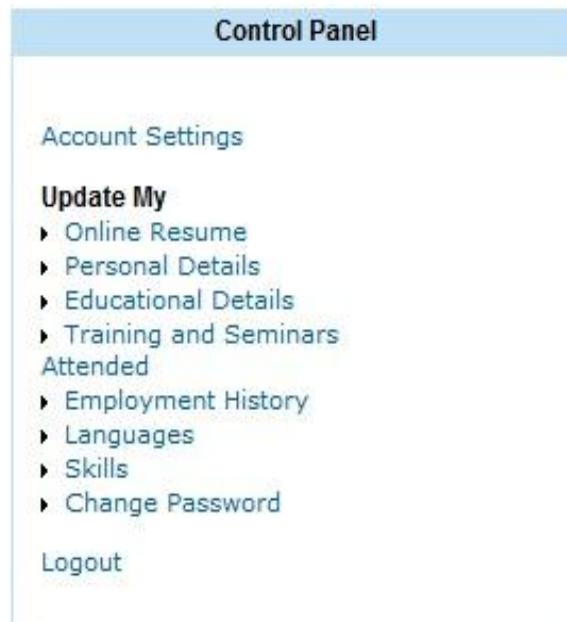 Control Panel
Account Settings
Update My
Online Resume
Personal Details
Educational Details
Training and Seminars
Attended
Employment History
Languages
Skills
Change Password
Logout